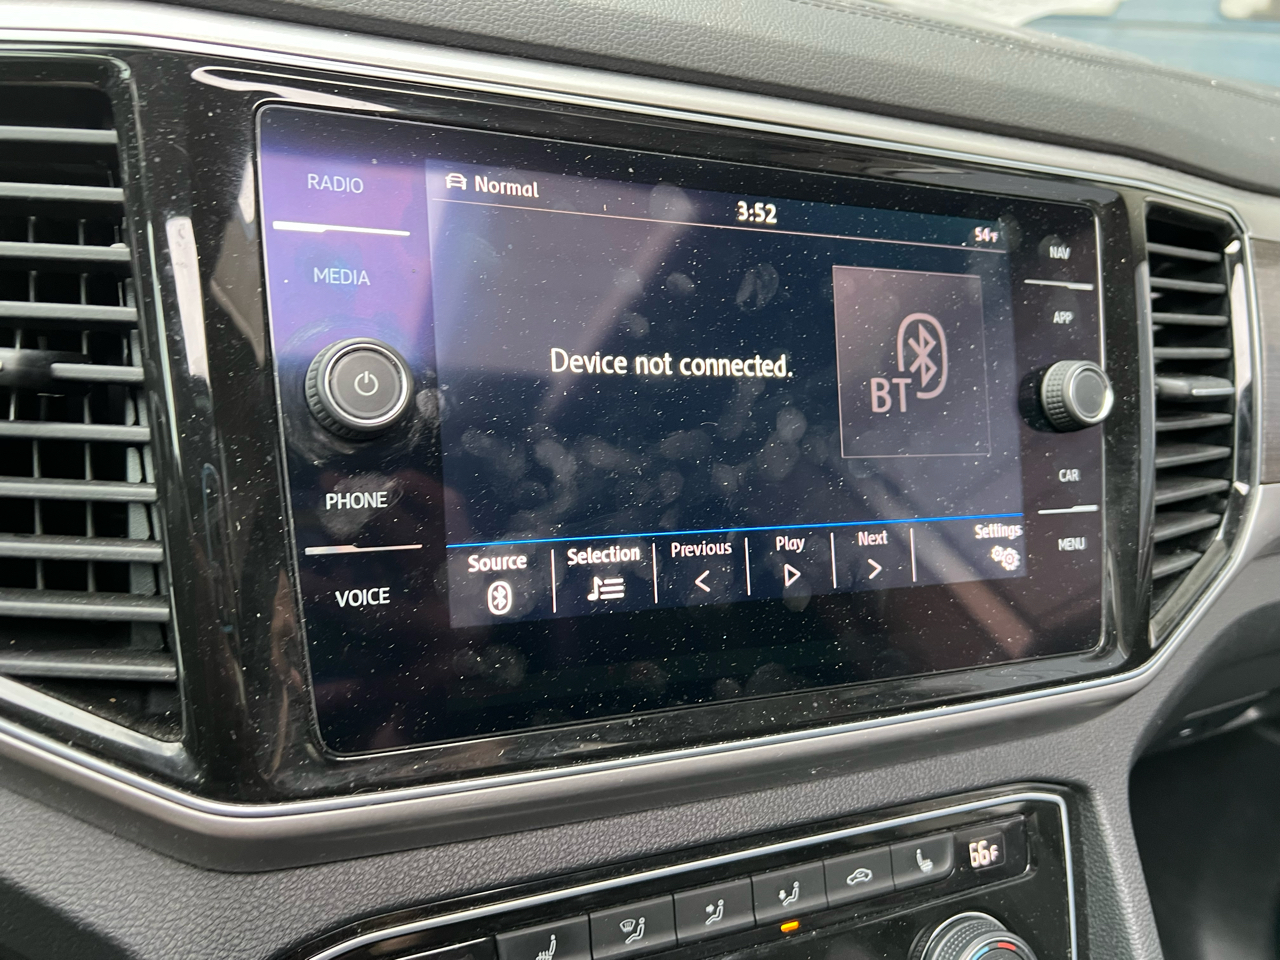 RADIO
MEDIA
PHONE
VOICE
Normal
3:52
54°F
Device not connected.
BT
Source
Selection
Previous
Play
Next
Settings
NAV
APP
CAR
MENU
66°F